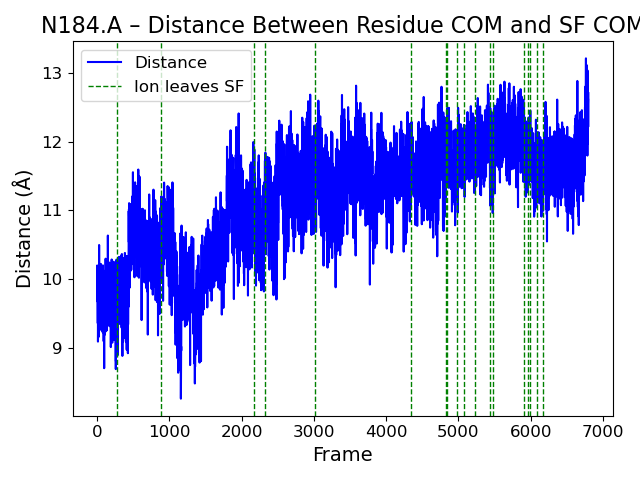 N184.A – Distance Between Residue COM and SF COM
Distance
Ion leaves SF
Distance (Å)
13
12
11
10
9
0 1000 2000 3000 4000 5000 6000 7000
Frame